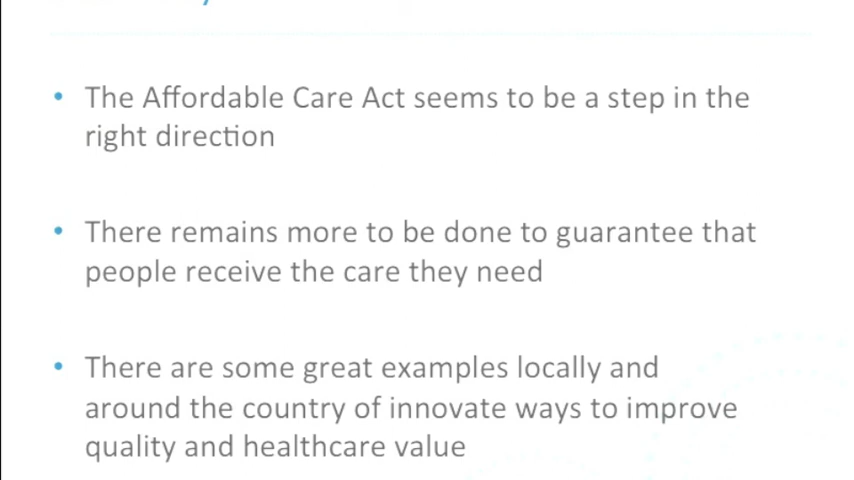 • The Affordable Care Act seems to be a step in the
right direction
• There remains more to be done to guarantee that
people receive the care they need
• There are some great examples locally and
around the country of innovate ways to improve
quality and healthcare value